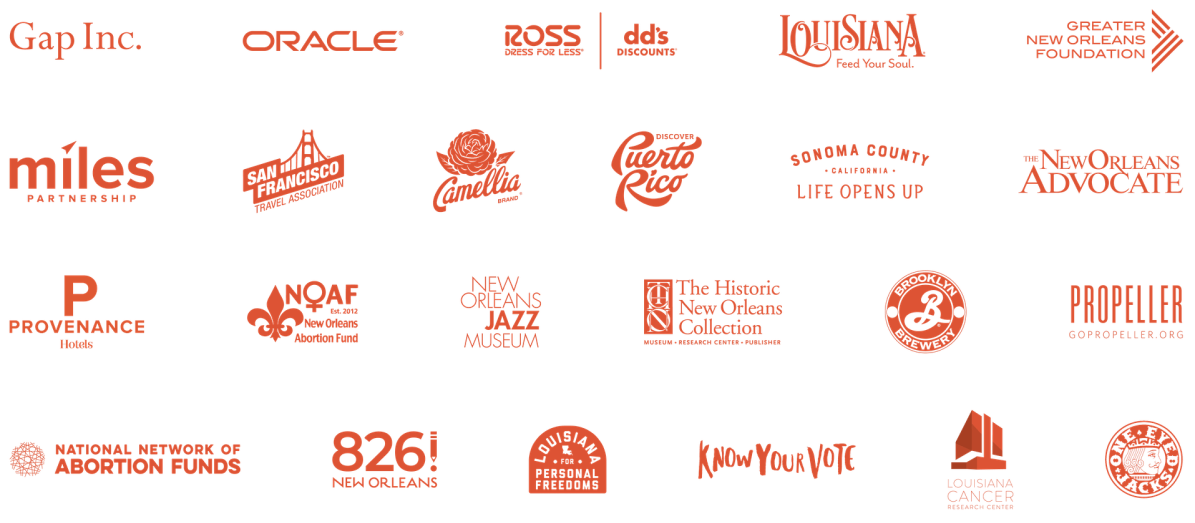 Gap Inc.
ORACLE®
ROSS
DRESS FOR LESS®
dd's
DISCOUNTS®
LOUISIANA
Feed Your Soul.
GREATER
NEW ORLEANS
FOUNDATION
miles
PARTNERSHIP
SAN
FRANCISCO
TRAVEL ASSOCIATION
Camellia
BRAND
DISCOVER
Puerto
Rico
SONOMA COUNTY
• CALIFORNIA •
LIFE OPENS UP
THE NEW ORLEANS
ADVOCATE
P
PROVENANCE
Hotels
NOAF
Est. 2012
New Orleans
Abortion Fund
NEW
ORLEANS
JAZZ
MUSEUM
THNOC
The Historic
New Orleans
Collection
MUSEUM • RESEARCH CENTER • PUBLISHER
BROOKLYN
B
BREWERY
PROPELLER
GOPROPELLER.ORG
NATIONAL NETWORK OF
ABORTION FUNDS
826!
NEW ORLEANS
LOUISIANA
FOR
PERSONAL
FREEDOMS
KNOW YOUR VOTE
LOUISIANA
CANCER
RESEARCH CENTER
ONE EYED
JACKS